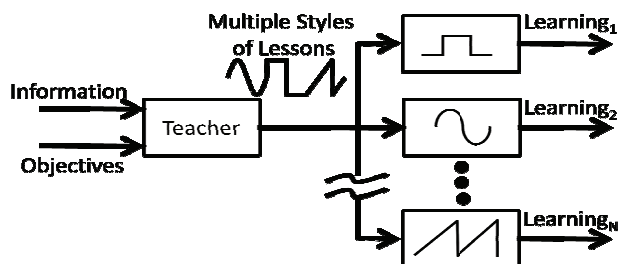 Multiple Styles
of Lessons
Information
Objectives
Teacher
Learning1
Learning2
LearningN